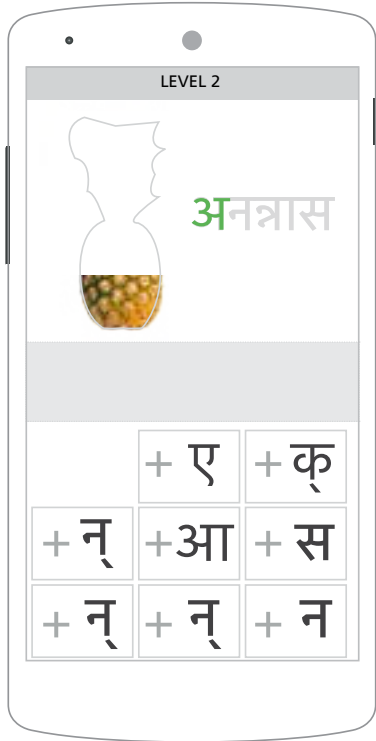 LEVEL 2
अनन्नास
+ ए + क्
+ न् + आ + स
+ न् + न् + न